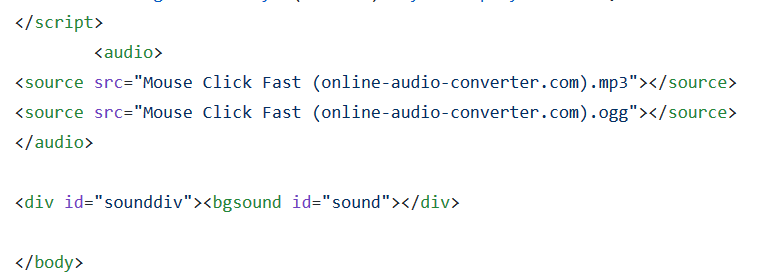 </script>
<audio>
<source src="Mouse Click Fast (online-audio-converter.com).mp3"></source>
<source src="Mouse Click Fast (online-audio-converter.com).ogg"></source>
</audio>
<div id="sounddiv"><bgsound id="sound"></div>
</body>